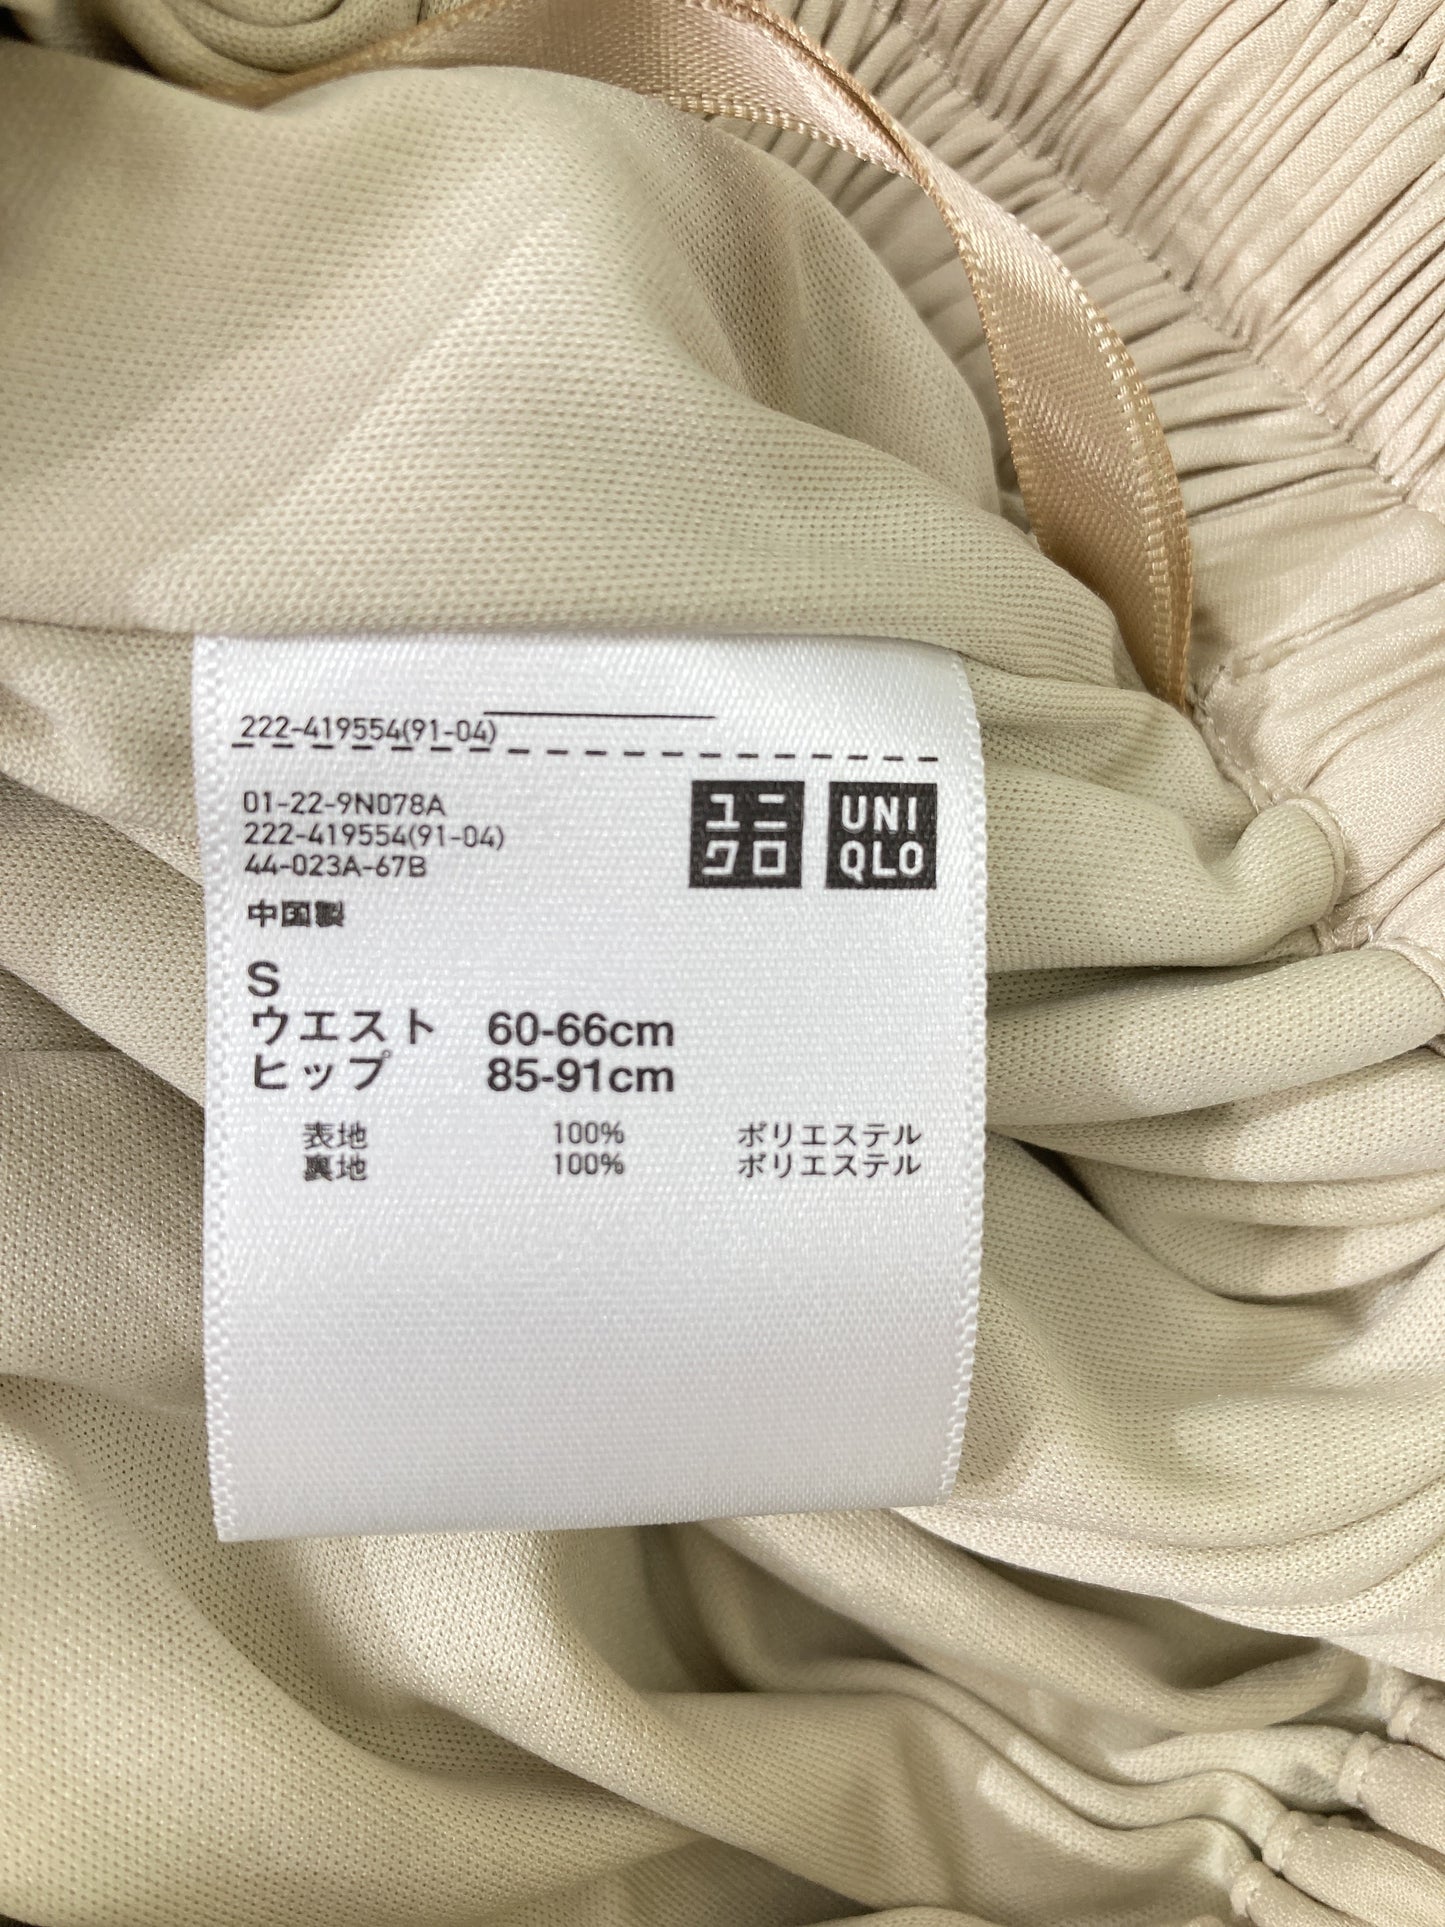 222-419554(91-04)
01-22-9N078A
222-419554(91-04)
44-023A-67B
ユニ
クロ
UNI
QLO
中国製
S
ウエスト 60-66cm
ヒップ 85-91cm
表地 100% ポリエステル
裏地 100% ポリエステル